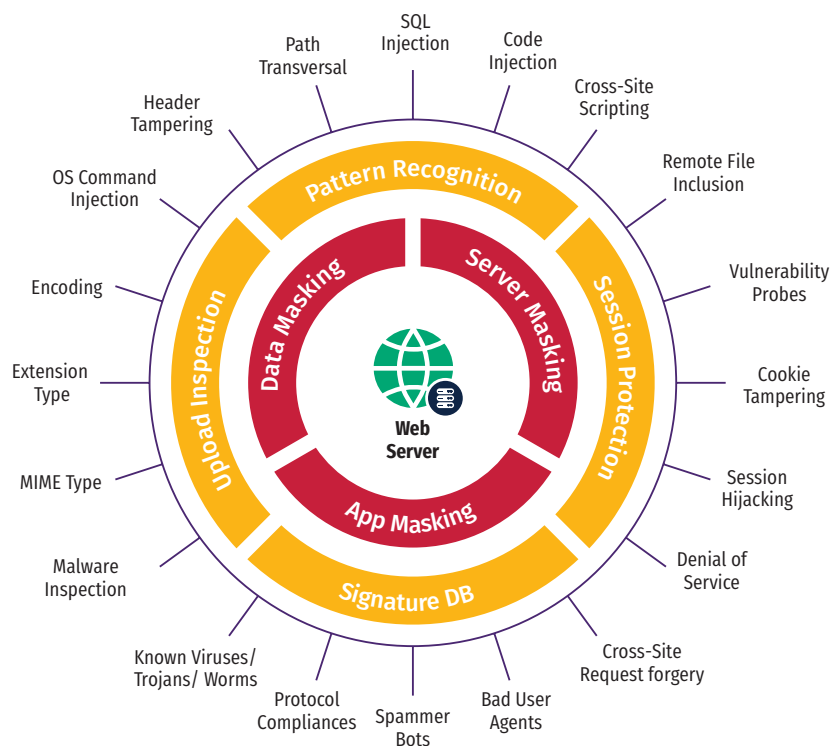 SQL
Injection
Code
Injection
Cross-Site
Scripting
Remote File
Inclusion
Vulnerability
Probes
Cookie
Tampering
Session
Hijacking
Denial of
Service
Cross-Site
Request forgery
Bad User
Agents
Spammer
Bots
Protocol
Compliances
Known Viruses/
Trojans/ Worms
Malware
Inspection
MIME Type
Extension
Type
Encoding
OS Command
Injection
Header
Tampering
Path
Transversal
Pattern Recognition
Session Protection
Signature DB
Upload Inspection
Data Masking
Server Masking
App Masking
Web
Server